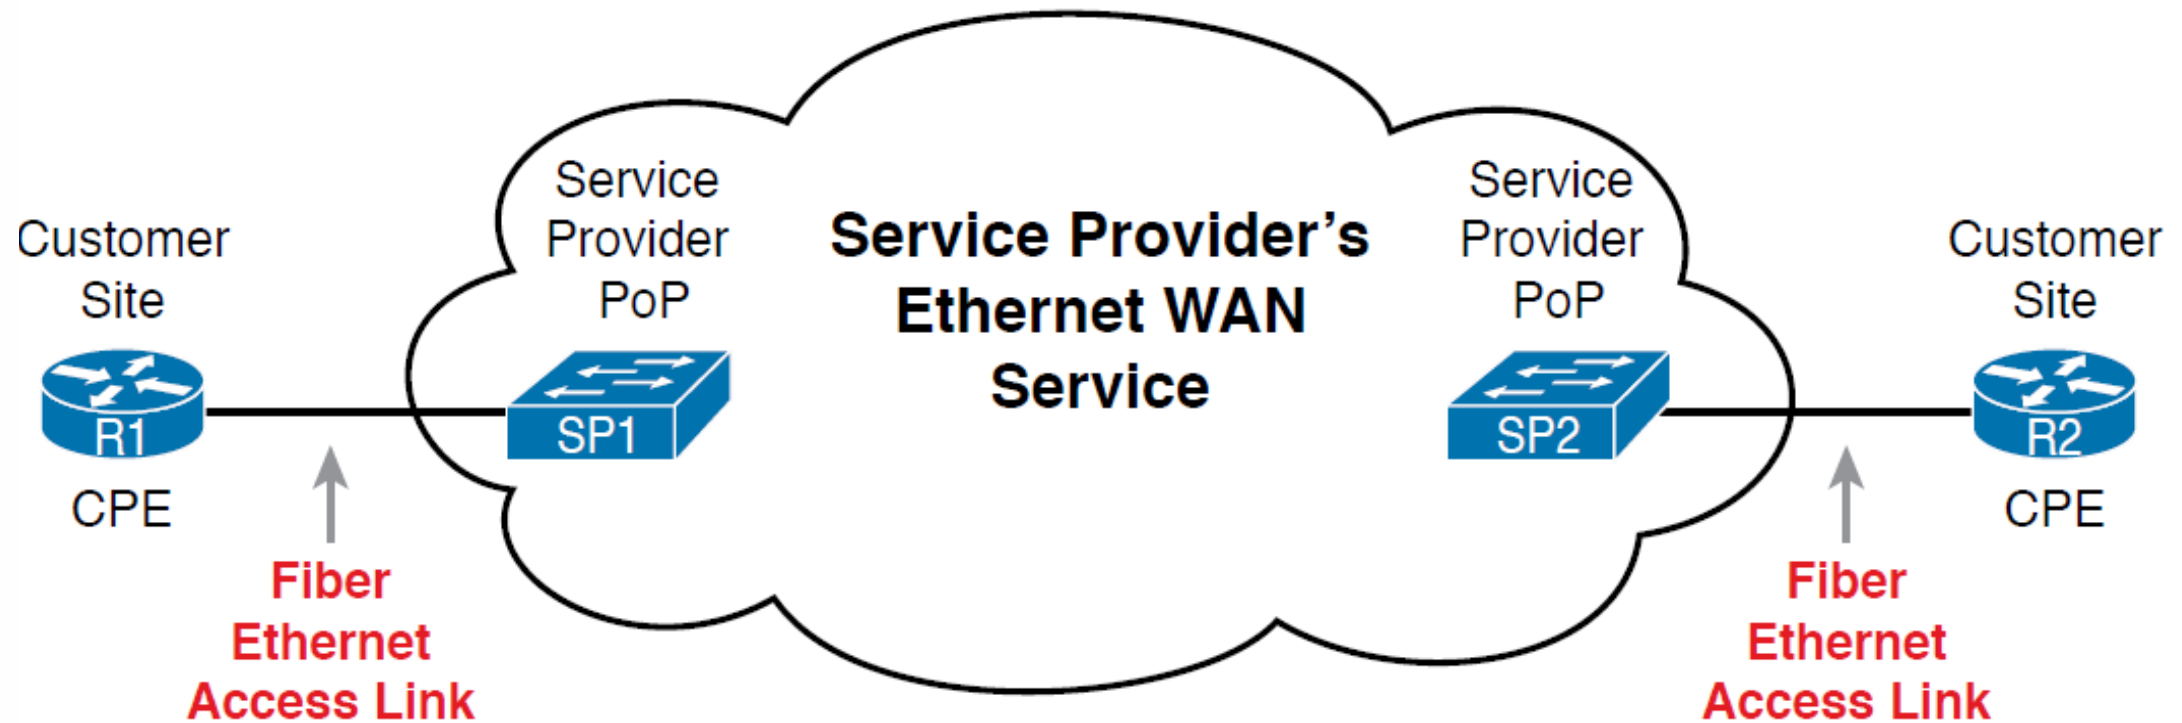 Service
Provider
PoP
Service Provider's
Ethernet WAN
Service
Service
Provider
PoP
Customer
Site
Customer
Site
R1
SP1
SP2
R2
CPE
CPE
Fiber
Ethernet
Access Link
Fiber
Ethernet
Access Link